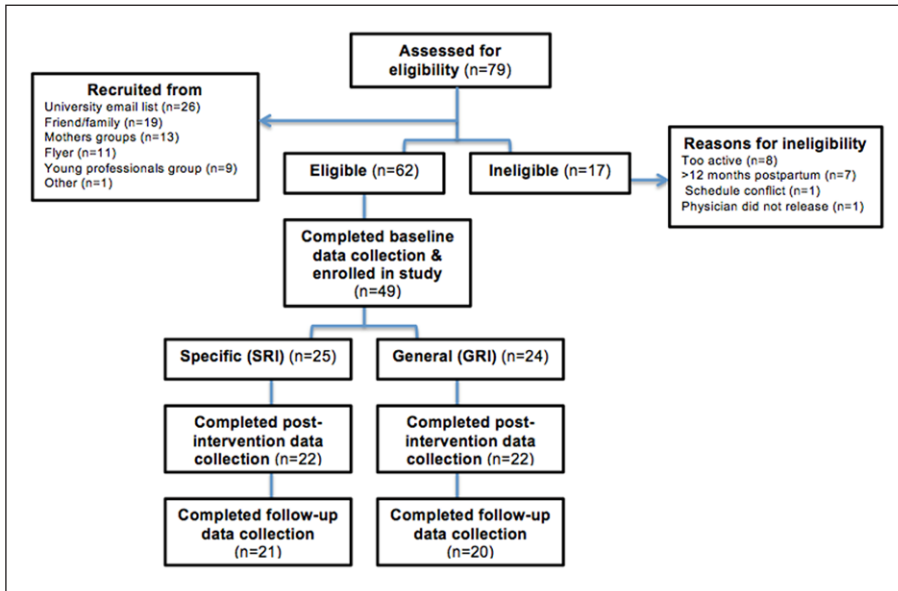 Assessed for
eligibility (n=79)
Recruited from
University email list (n=26)
Friend/family (n=19)
Mothers groups (n=13)
Flyer (n=11)
Young professionals group (n=9)
Other (n=1)
Eligible (n=62)
Ineligible (n=17)
Reasons for ineligibility
Too active (n=8)
>12 months postpartum (n=7)
Schedule conflict (n=1)
Physician did not release (n=1)
Completed baseline
data collection &
enrolled in study
(n=49)
Specific (SRI) (n=25)
General (GRI) (n=24)
Completed post-
intervention data
collection (n=22)
Completed post-
intervention data
collection (n=22)
Completed follow-up
data collection
(n=21)
Completed follow-up
data collection
(n=20)